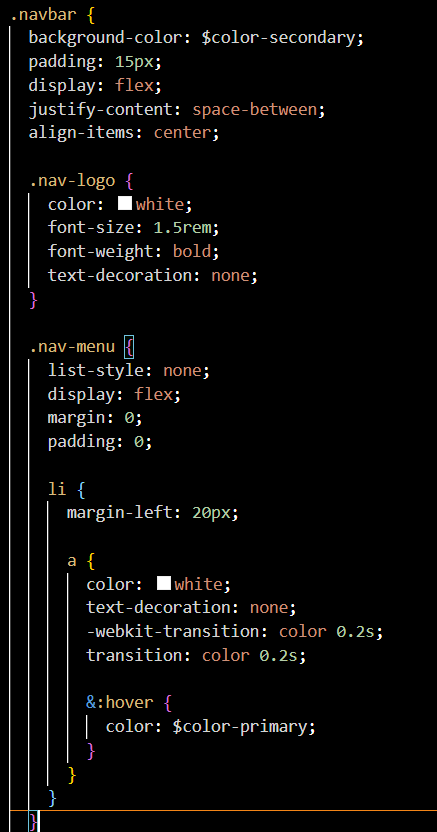 .navbar {
background-color: $color-secondary;
padding: 15px;
display: flex;
justify-content: space-between;
align-items: center;
.nav-logo {
color: white;
font-size: 1.5rem;
font-weight: bold;
text-decoration: none;
}
.nav-menu {
list-style: none;
display: flex;
margin: 0;
padding: 0;
li {
margin-left: 20px;
a {
color: white;
text-decoration: none;
-webkit-transition: color 0.2s;
transition: color 0.2s;
&:hover {
color: $color-primary;
}
}
}
}